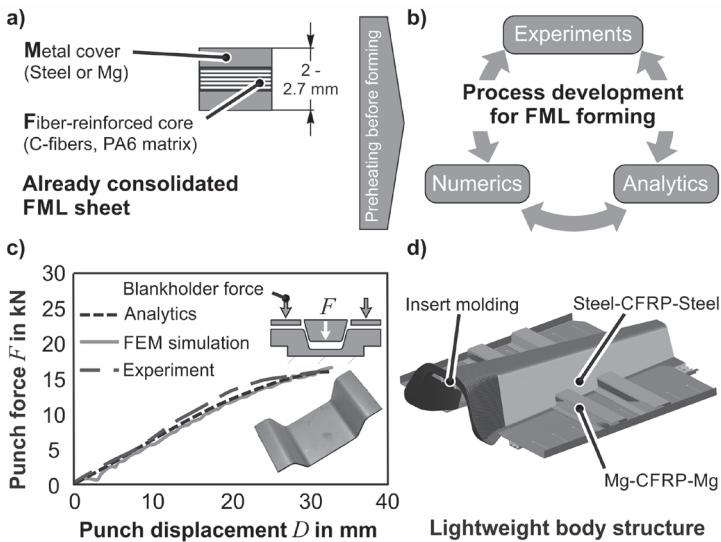 a)
Metal cover
(Steel or Mg)
2 -
2.7 mm
Fiber-reinforced core
(C-fibers, PA6 matrix)
Already consolidated
FML sheet
Preheating before forming
b)
Experiments
Process development
for FML forming
Numerics
Analytics
c)
30
25
20
15
10
5
0
Punch force F in kN
Blankholder force
Analytics
FEM simulation
Experiment
F
0
10
20
30
40
Punch displacement D in mm
d)
Insert molding
Steel-CFRP-Steel
Mg-CFRP-Mg
Lightweight body structure